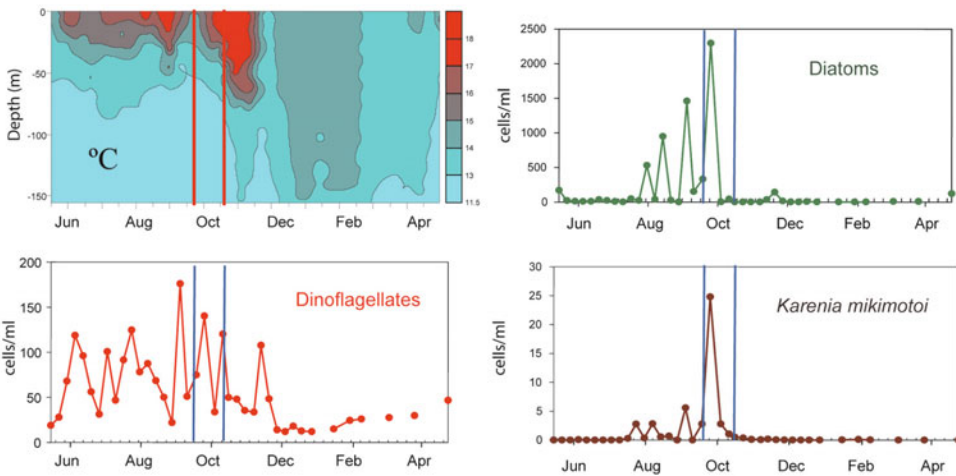 0
-50
-100
-150
Depth (m)
ºC
Jun Aug Oct Dec Feb Apr
18
17
16
15
14
13
11.5
2500
2000
1500
1000
500
0
cells/ml
Diatoms
Jun Aug Oct Dec Feb Apr
200
150
100
50
0
cells/ml
Dinoflagellates
Jun Aug Oct Dec Feb Apr
30
25
20
15
10
5
0
cells/ml
Karenia mikimotoi
Jun Aug Oct Dec Feb Apr